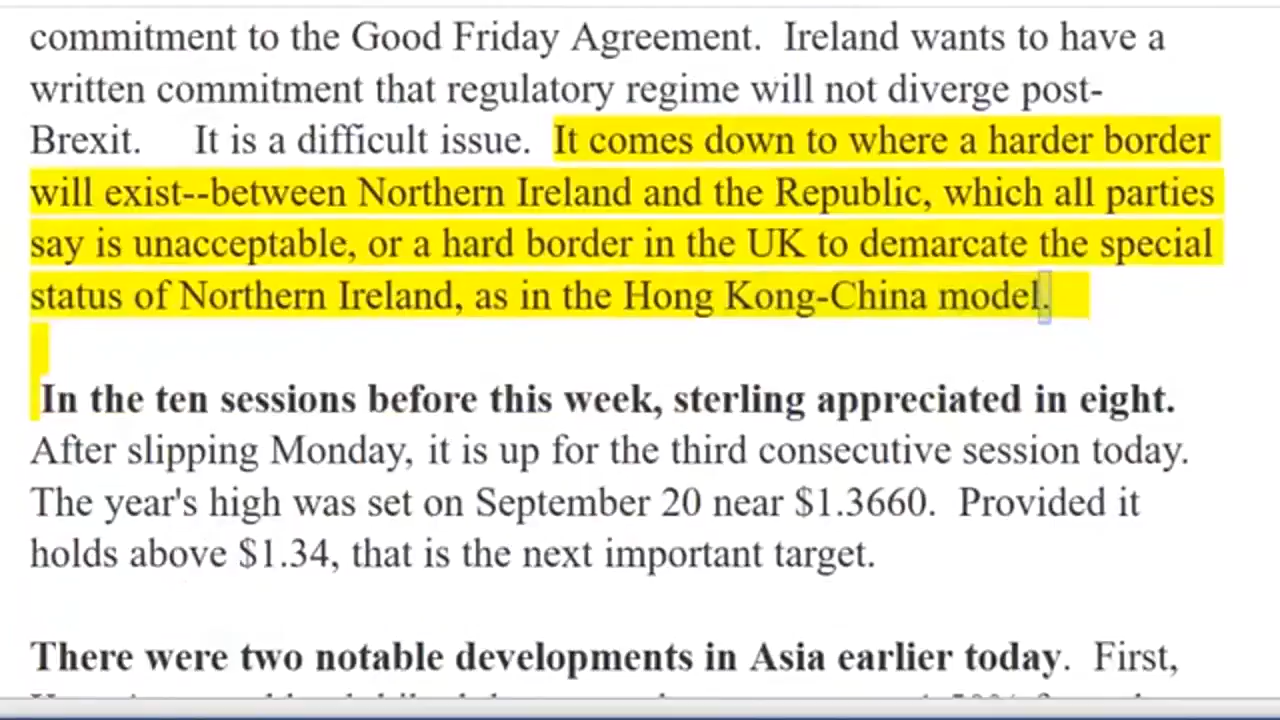 commitment to the Good Friday Agreement.  Ireland wants to have a
written commitment that regulatory regime will not diverge post-
Brexit.     It is a difficult issue.  It comes down to where a harder border
will exist--between Northern Ireland and the Republic, which all parties
say is unacceptable, or a hard border in the UK to demarcate the special
status of Northern Ireland, as in the Hong Kong-China model.
In the ten sessions before this week, sterling appreciated in eight.
After slipping Monday, it is up for the third consecutive session today.
The year's high was set on September 20 near $1.3660.  Provided it
holds above $1.34, that is the next important target.
There were two notable developments in Asia earlier today.  First,